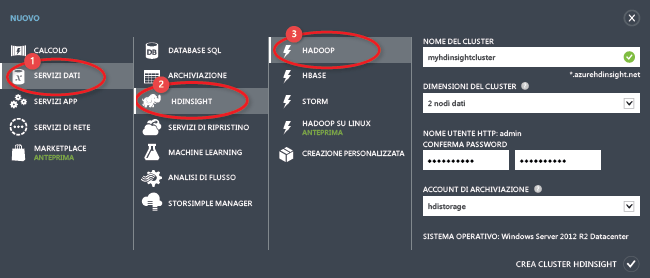 NUOVO
CALCOLO
1
SERVIZI DATI
SERVIZI APP
SERVIZI DI RETE
MARKETPLACE
ANTEPRIMA
DATABASE SQL
ARCHIVIAZIONE
2
HDINSIGHT
SERVIZI DI RIPRISTINO
MACHINE LEARNING
ANALISI DI FLUSSO
STORSIMPLE MANAGER
3
HADOOP
HBASE
STORM
HADOOP SU LINUX
ANTEPRIMA
CREAZIONE PERSONALIZZATA
NOME DEL CLUSTER
myhdinsightcluster
*.azurehdinsight.net
DIMENSIONI DEL CLUSTER ?
2 nodi dati
NOME UTENTE HTTP: admin
CONFERMA PASSWORD
•••••••••• ••••••••••
ACCOUNT DI ARCHIVIAZIONE ?
hdistorage
SISTEMA OPERATIVO: Windows Server 2012 R2 Datacenter
CREA CLUSTER HDINSIGHT